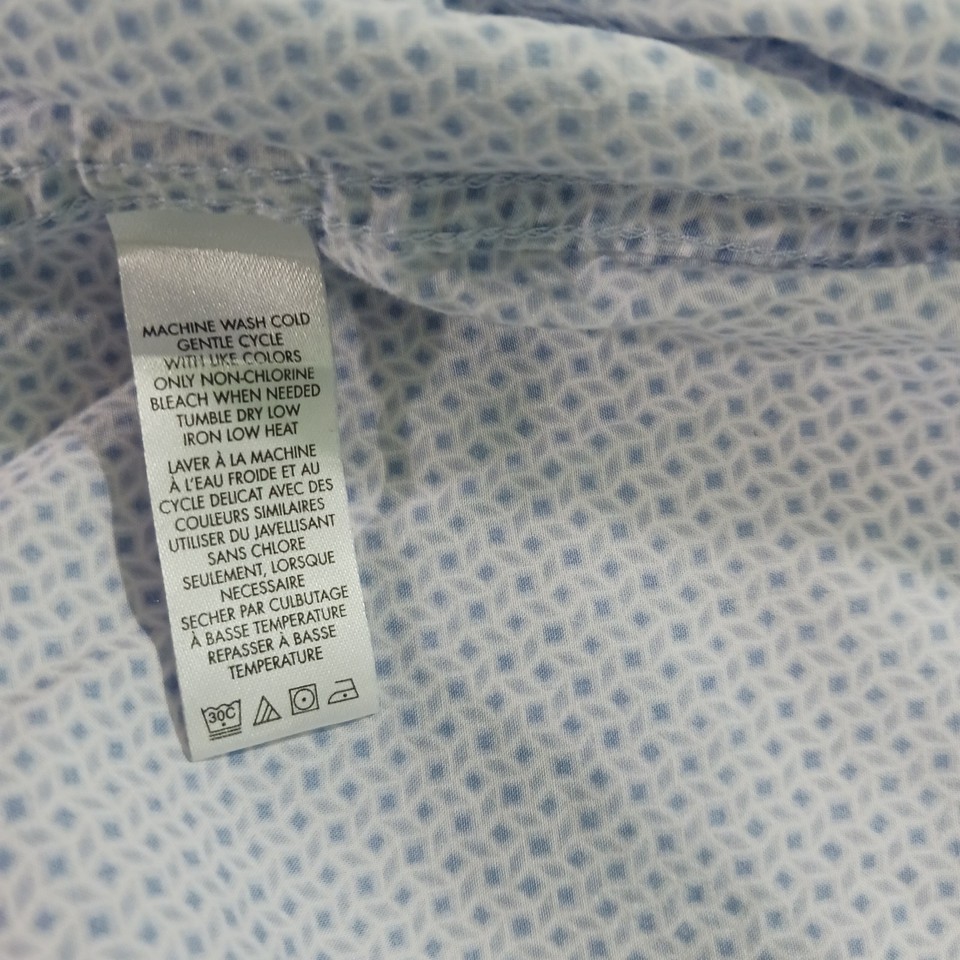 MACHINE WASH COLD
GENTLE CYCLE
WITH LIKE COLORS
ONLY NON-CHLORINE
BLEACH WHEN NEEDED
TUMBLE DRY LOW
IRON LOW HEAT
LAVER À LA MACHINE
À L'EAU FROIDE ET AU
CYCLE DELICAT AVEC DES
COULEURS SIMILAIRES
UTILISER DU JAVELLISANT
SANS CHLORE
SEULEMENT, LORSQUE
NECESSAIRE
SECHER PAR CULBUTAGE
À BASSE TEMPERATURE
REPASSER À BASSE
TEMPERATURE
30C